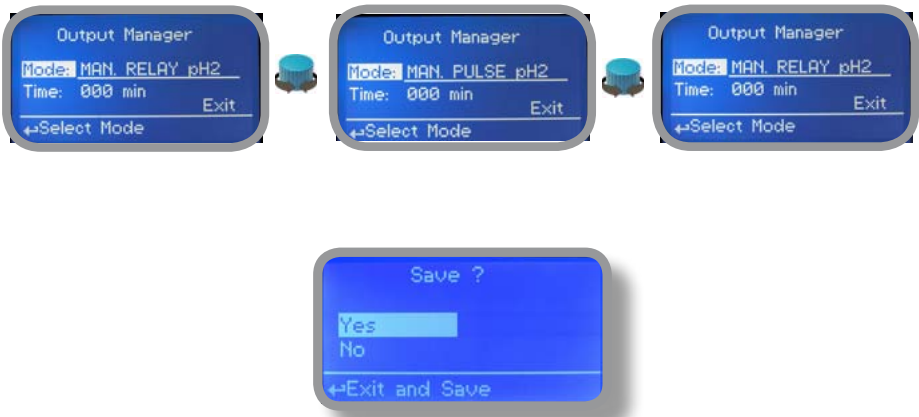 Output Manager
Mode: MAN. RELAY pH2
Time: 000 min
Exit
↵Select Mode
Output Manager
Mode: MAN. PULSE pH2
Time: 000 min
Exit
↵Select Mode
Output Manager
Mode: MAN. RELAY pH2
Time: 000 min
Exit
↵Select Mode
Save ?
Yes
No
↵Exit and Save